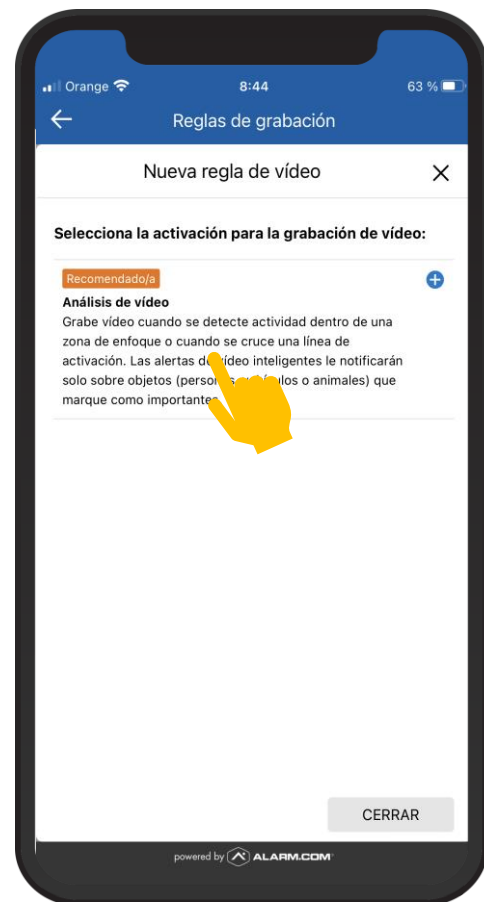 Orange 8:44 63 %
Reglas de grabación
Nueva regla de vídeo
Selecciona la activación para la grabación de vídeo:
Recomendado/a
Análisis de vídeo
Grabe vídeo cuando se detecte actividad dentro de una
zona de enfoque o cuando se cruce una línea de
activación. Las alertas de vídeo inteligentes le notificarán
solo sobre objetos (personas, vehículos o animales) que
marque como importantes
CERRAR
powered by ALARM.COM